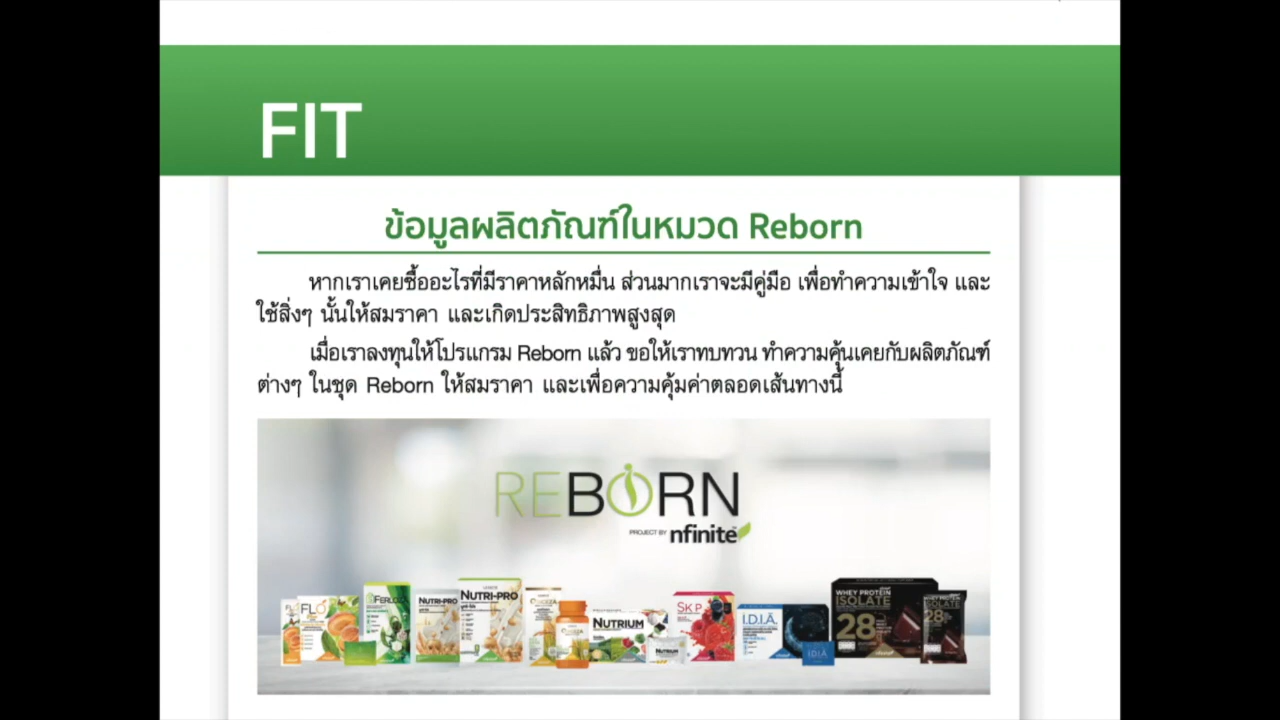 FIT
ข้อมูลผลิตภัณฑ์ในหมวด Reborn
หากเราเคยซื้ออะไรที่มีราคาหลักหมื่น ส่วนมากเราจะมีคู่มือ เพื่อทำความเข้าใจ และ
ใช้สิ่งๆ นั้นให้สมราคา และเกิดประสิทธิภาพสูงสุด
เมื่อเราลงทุนให้โปรแกรม Reborn แล้ว ขอให้เราทบทวน ทำความคุ้นเคยกับผลิตภัณฑ์
ต่างๆ ในชุด Reborn ให้สมราคา และเพื่อความคุ้มค่าตลอดเส้นทางนี้
REBORN
PROJECT BY nfinite
FLO
NUTRI-PRO
NUTRI-PRO
NUTRIUM
NUTRIUM
S.K.P
I.D.I.A.
I.D.I.A
WHEY PROTEIN
ISOLATE
28
WHEY PROTEIN
ISOLATE
28